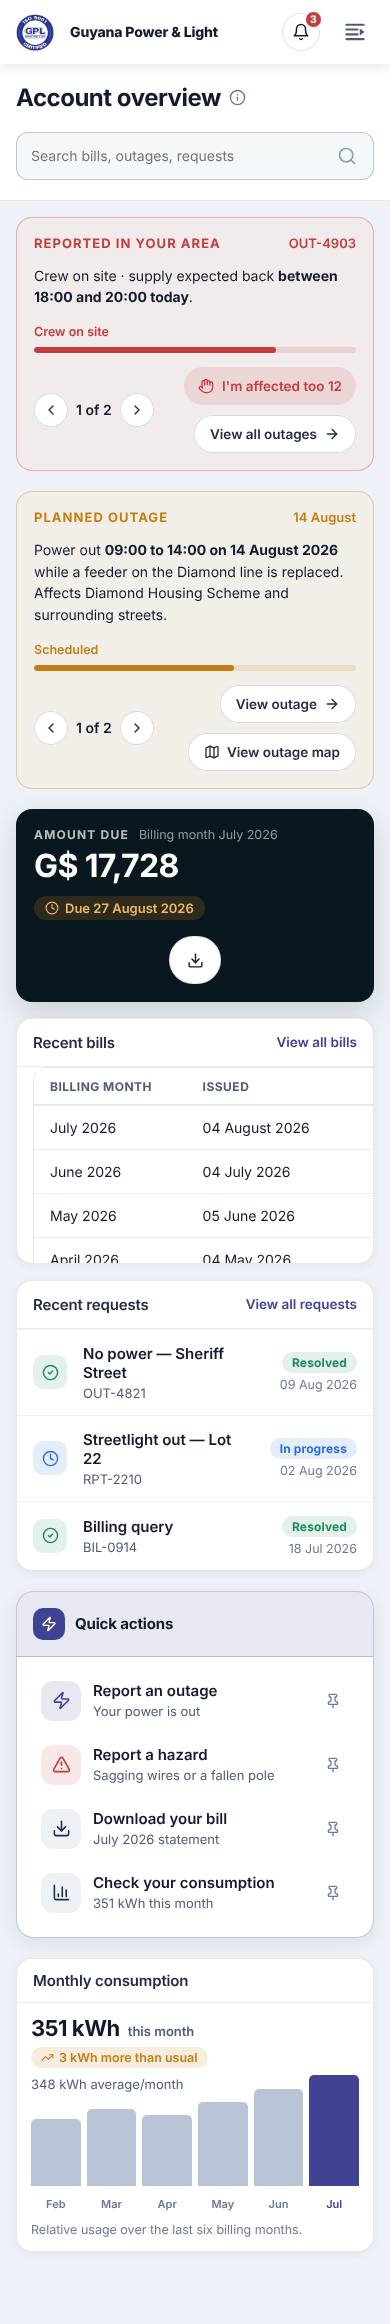 GPL
Guyana Power & Light
3
Account overview
Search bills, outages, requests
REPORTED IN YOUR AREA
OUT-4903
Crew on site · supply expected back between
18:00 and 20:00 today.
Crew on site
I'm affected too 12
1 of 2
View all outages
PLANNED OUTAGE
14 August
Power out 09:00 to 14:00 on 14 August 2026
while a feeder on the Diamond line is replaced.
Affects Diamond Housing Scheme and
surrounding streets.
Scheduled
View outage
1 of 2
View outage map
AMOUNT DUE
Billing month July 2026
G$ 17,728
Due 27 August 2026
Recent bills
View all bills
BILLING MONTH
ISSUED
July 2026
04 August 2026
June 2026
04 July 2026
May 2026
05 June 2026
April 2026
04 May 2026
Recent requests
View all requests
No power — Sheriff
Street
OUT-4821
Resolved
09 Aug 2026
Streetlight out — Lot
22
RPT-2210
In progress
02 Aug 2026
Billing query
BIL-0914
Resolved
18 Jul 2026
Quick actions
Report an outage
Your power is out
Report a hazard
Sagging wires or a fallen pole
Download your bill
July 2026 statement
Check your consumption
351 kWh this month
Monthly consumption
351 kWh this month
3 kWh more than usual
348 kWh average/month
Feb
Mar
Apr
May
Jun
Jul
Relative usage over the last six billing months.